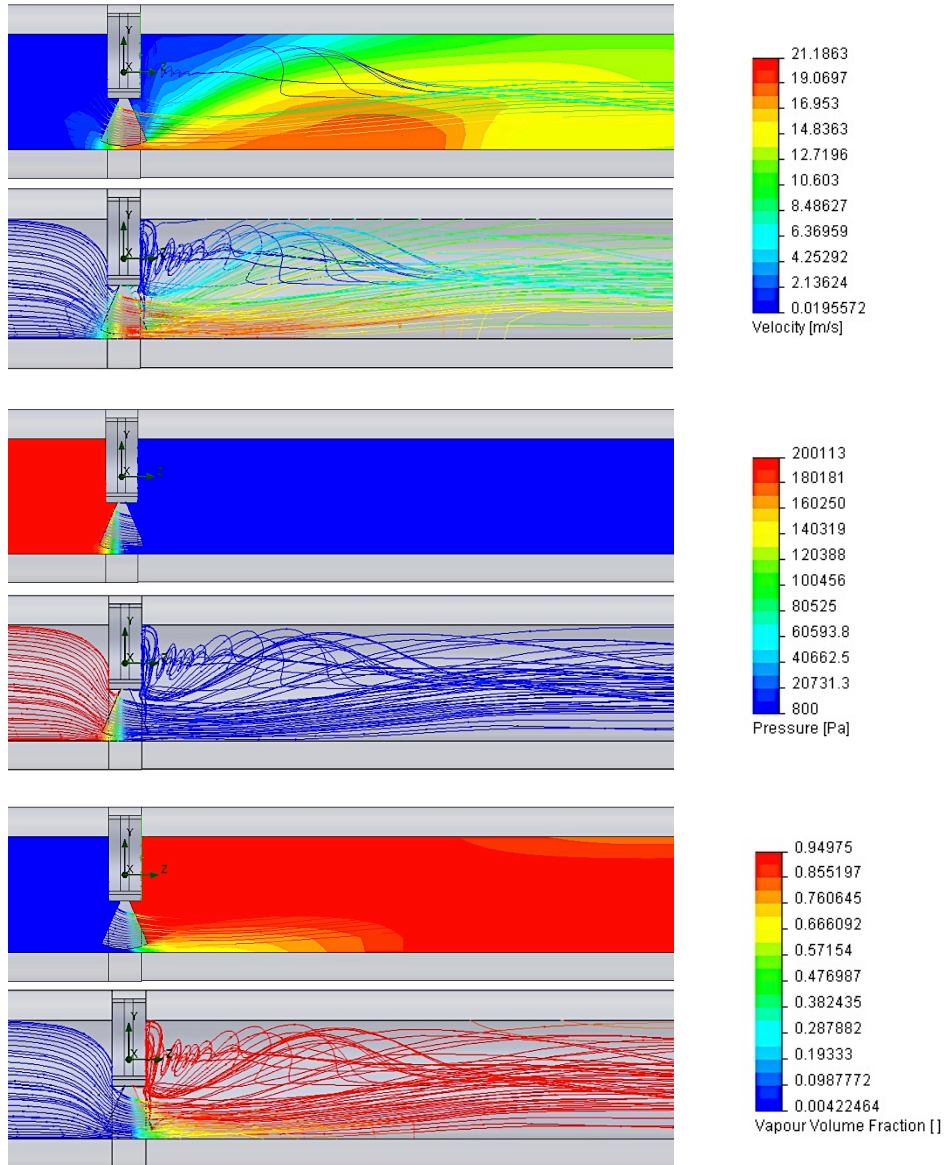 Y
X
Z
21.1863
19.0697
16.953
14.8363
12.7196
10.603
8.48627
6.36959
4.25292
2.13624
0.0195572
Velocity [m/s]
Y
X
Z
Y
X
Z
200113
180181
160250
140319
120388
100456
80525
60593.8
40662.5
20731.3
800
Pressure [Pa]
Y
X
Z
Y
X
Z
0.94975
0.855197
0.760645
0.666092
0.57154
0.476987
0.382435
0.287882
0.19333
0.0987772
0.00422464
Vapour Volume Fraction [ ]
Y
X
Z